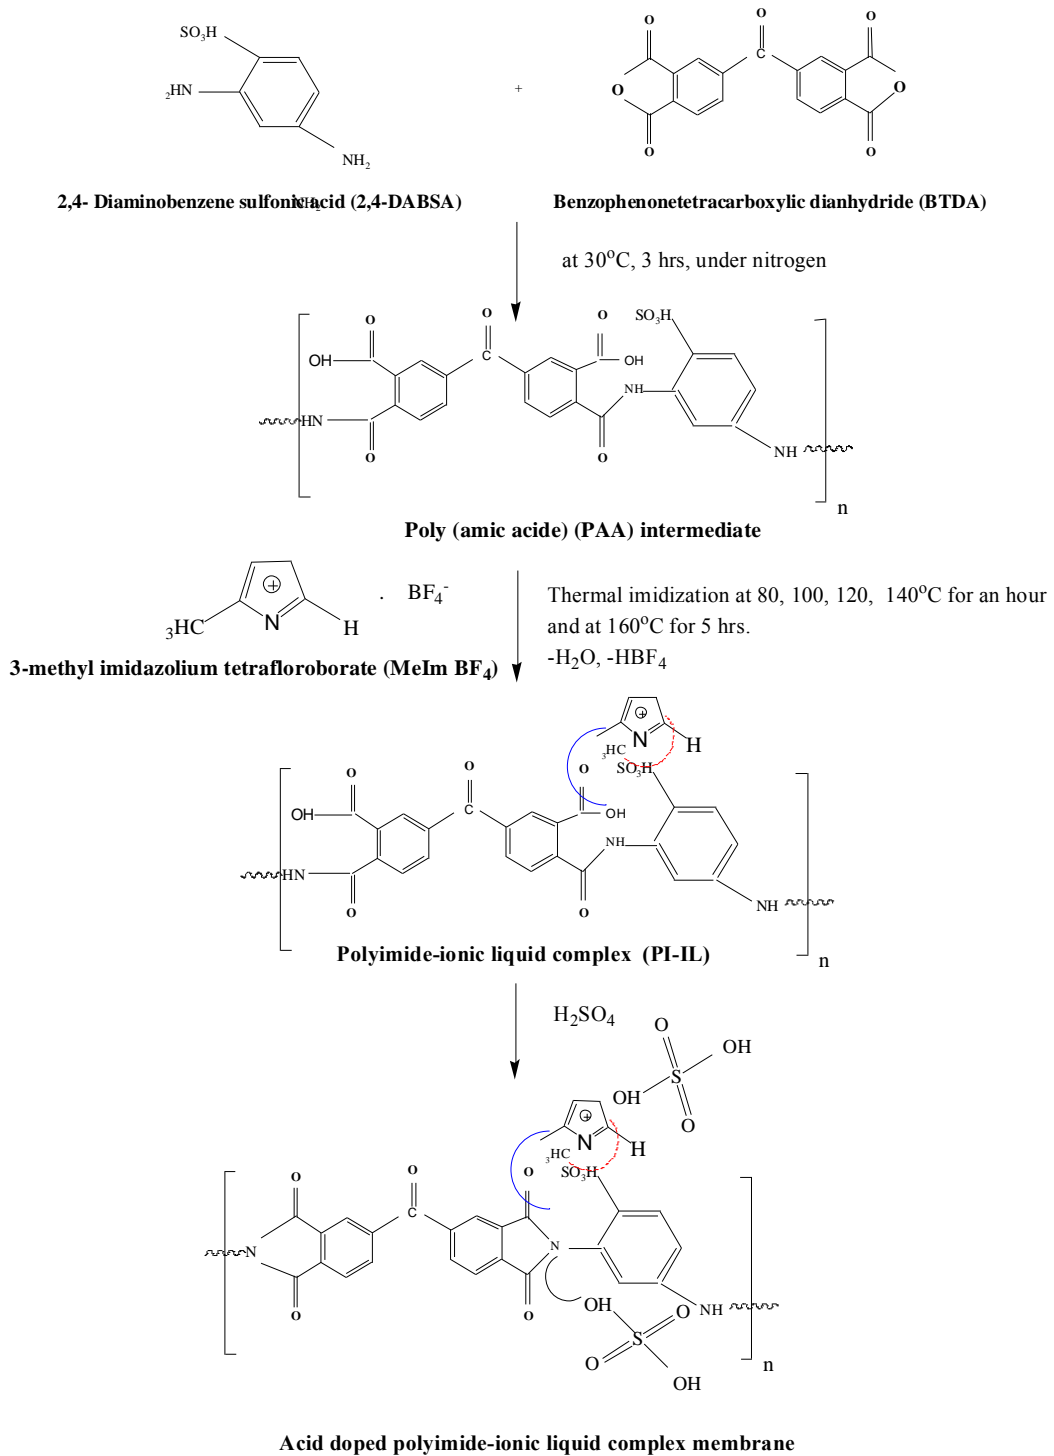 SO3H
2HN
NH2
+
O
O
O
O
O
C
O
O
2,4- Diaminobenzene sulfonic acid (2,4-DABSA)
NH2
Benzophenonetetracarboxylic dianhydride (BTDA)
at 30°C, 3 hrs, under nitrogen
O
O
O
SO3H
OH
C
OH
HN
NH
O
O
NH
n
Poly (amic acide) (PAA) intermediate
3HC
N
H
+
. BF4-
Thermal imidization at 80, 100, 120, 140°C for an hour
and at 160°C for 5 hrs.
-H2O, -HBF4
3-methyl imidazolium tetrafloroborate (MeIm BF4)
+
N
H
3HC
SO3H
O
O
O
OH
C
OH
HN
NH
O
O
NH
n
Polyimide-ionic liquid complex (PI-IL)
H2SO4
O
OH
S
OH
O
+
N
H
3HC
SO3H
O
O
O
C
N
N
O
O
OH
NH
O
S
O
OH
n
Acid doped polyimide-ionic liquid complex membrane